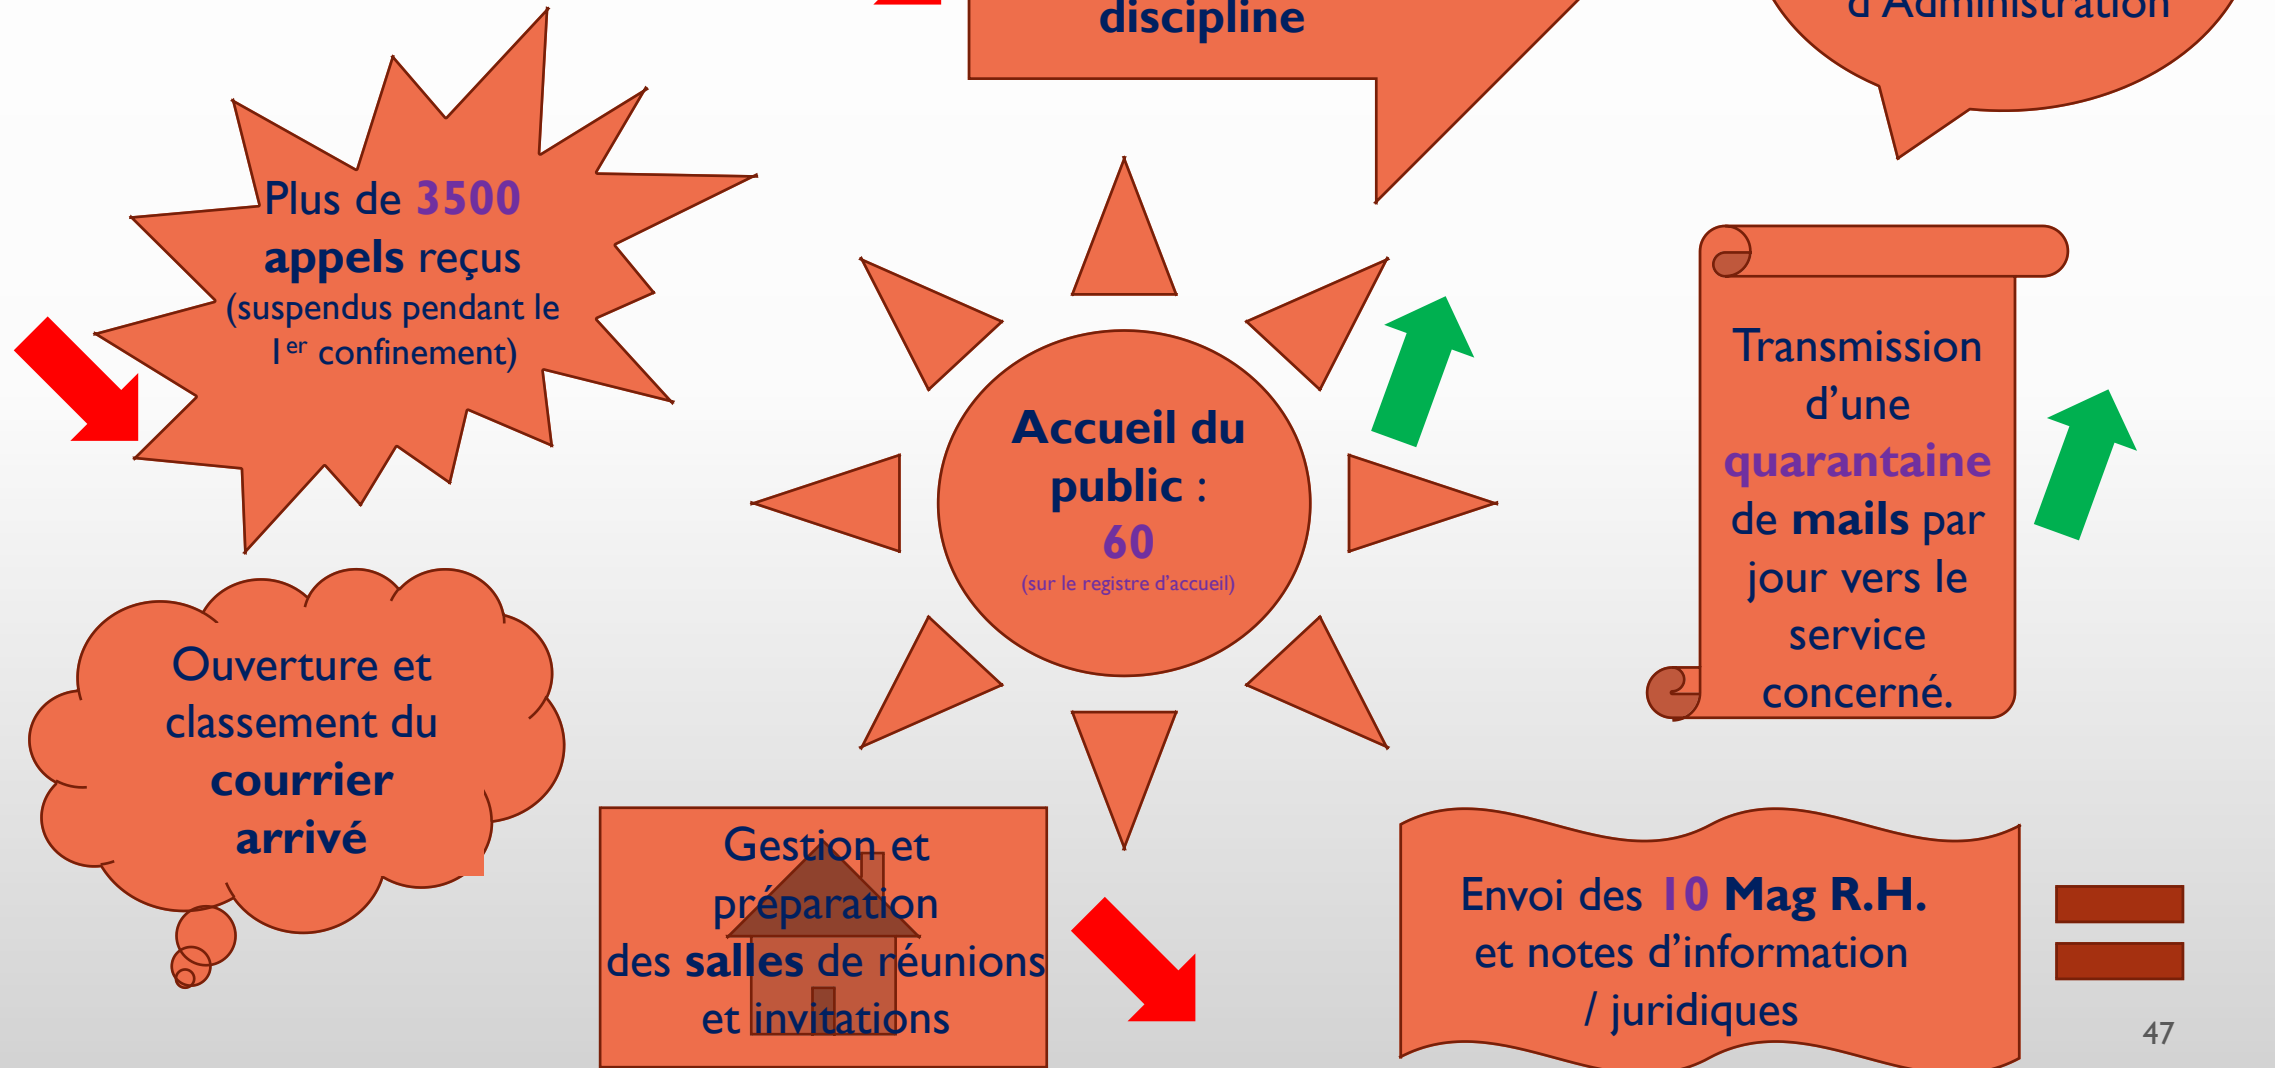 discipline
d'Administration
Plus de 3500
appels reçus
(suspendus pendant le
1er confinement)
Accueil du
public :
60
(sur le registre d'accueil)
Transmission
d'une
quarantaine
de mails par
jour vers le
service
concerné.
Ouverture et
classement du
courrier
arrivé
Gestion et
préparation
des salles de réunions
et invitations
Envoi des 10 Mag R.H.
et notes d'information
/ juridiques
47